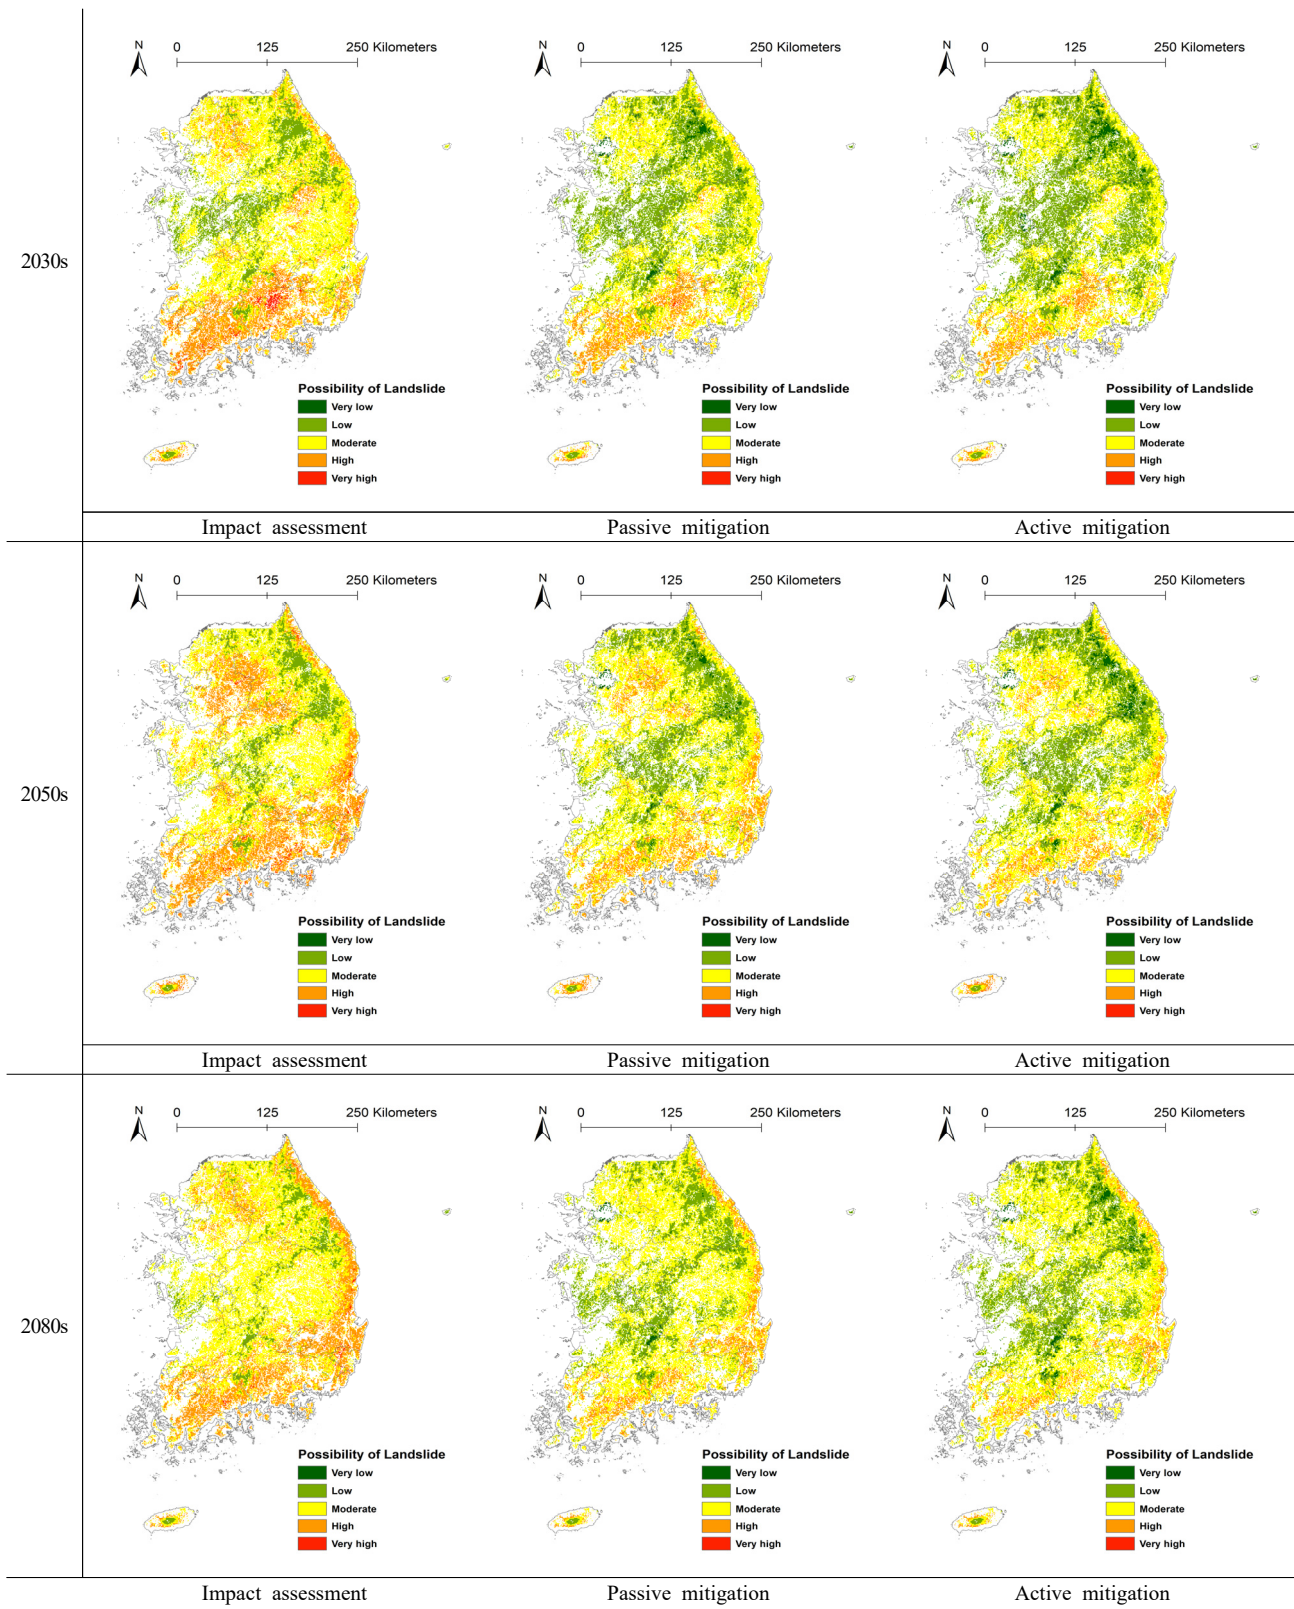 N 0 125 250 Kilometers N 0 125 250 Kilometers N 0 125 250 Kilometers
2030s
Possibility of Landslide Possibility of Landslide Possibility of Landslide
Very low Very low Very low
Low Low Low
Moderate Moderate Moderate
High High High
Very high Very high Very high
Impact assessment Passive mitigation Active mitigation
N 0 125 250 Kilometers N 0 125 250 Kilometers N 0 125 250 Kilometers
2050s
Possibility of Landslide Possibility of Landslide Possibility of Landslide
Very low Very low Very low
Low Low Low
Moderate Moderate Moderate
High High High
Very high Very high Very high
Impact assessment Passive mitigation Active mitigation
N 0 125 250 Kilometers N 0 125 250 Kilometers N 0 125 250 Kilometers
2080s
Possibility of Landslide Possibility of Landslide Possibility of Landslide
Very low Very low Very low
Low Low Low
Moderate Moderate Moderate
High High High
Very high Very high Very high
Impact assessment Passive mitigation Active mitigation